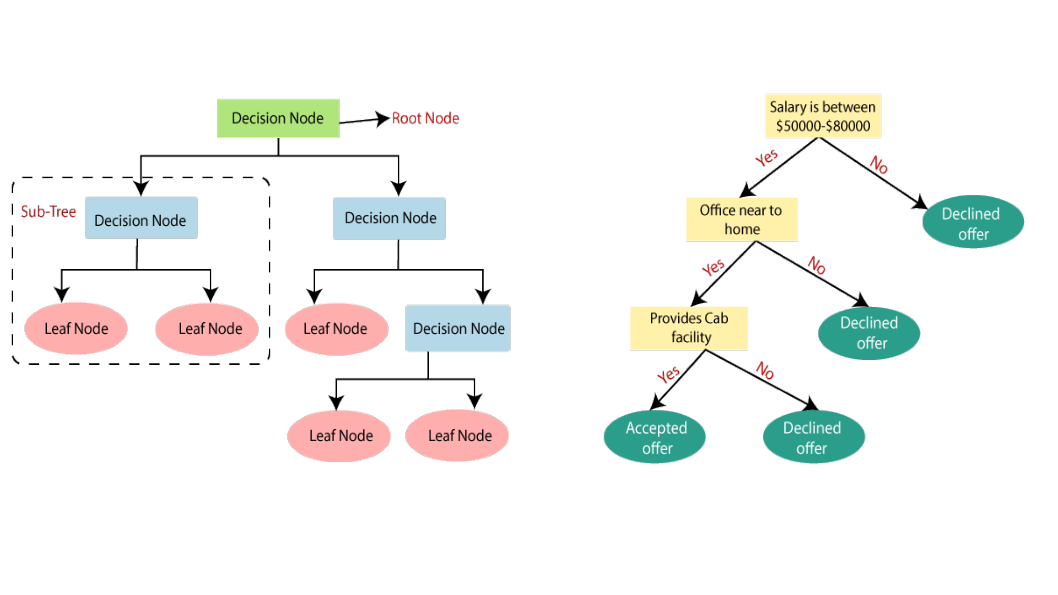 Decision Node
Root Node
Sub-Tree
Decision Node
Decision Node
Leaf Node
Leaf Node
Leaf Node
Decision Node
Leaf Node
Leaf Node
Salary is between
$50000-$80000
Yes
No
Office near to
home
Declined
offer
Yes
No
Provides Cab
facility
Declined
offer
Yes
No
Accepted
offer
Declined
offer